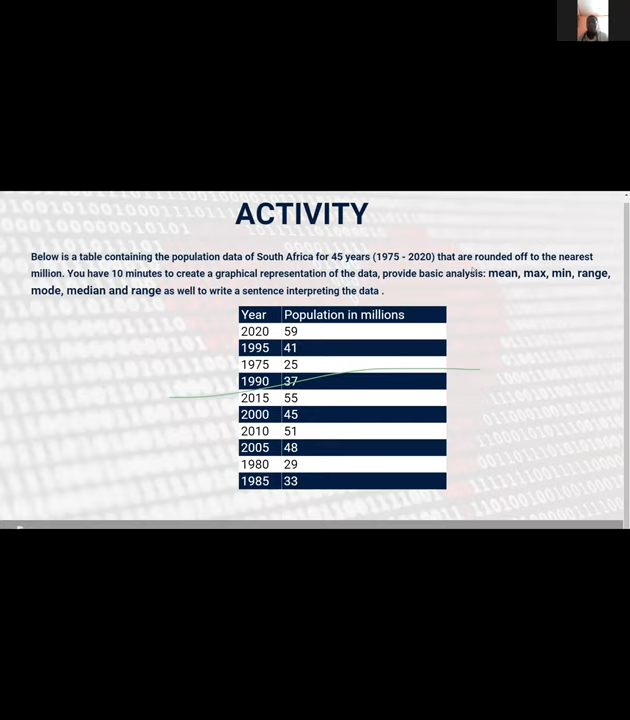 ACTIVITY
Below is a table containing the population data of South Africa for 45 years (1975 - 2020) that are rounded off to the nearest
million. You have 10 minutes to create a graphical representation of the data, provide basic analysis: mean, max, min, range,
mode, median and range as well to write a sentence interpreting the data .
Year Population in millions
2020 59
1995 41
1975 25
1990 37
2015 55
2000 45
2010 51
2005 48
1980 29
1985 33